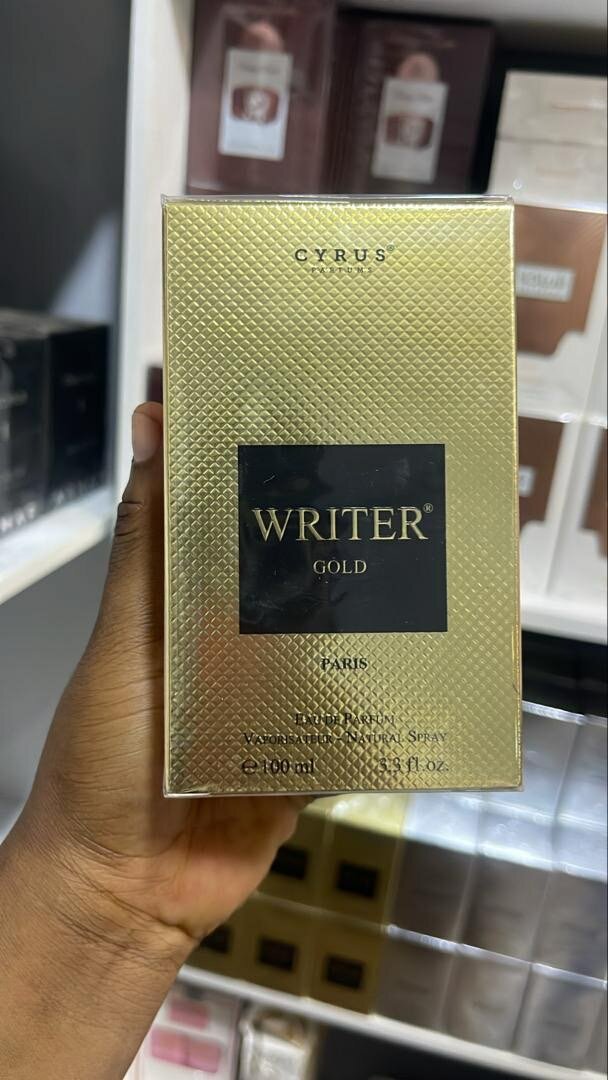 CYRUS®
PARFUMS
WRITER®
GOLD
PARIS
EAU DE PARFUM
VAPORISATEUR - NATURAL SPRAY
℮ 100 ml 3.3 fl.oz.